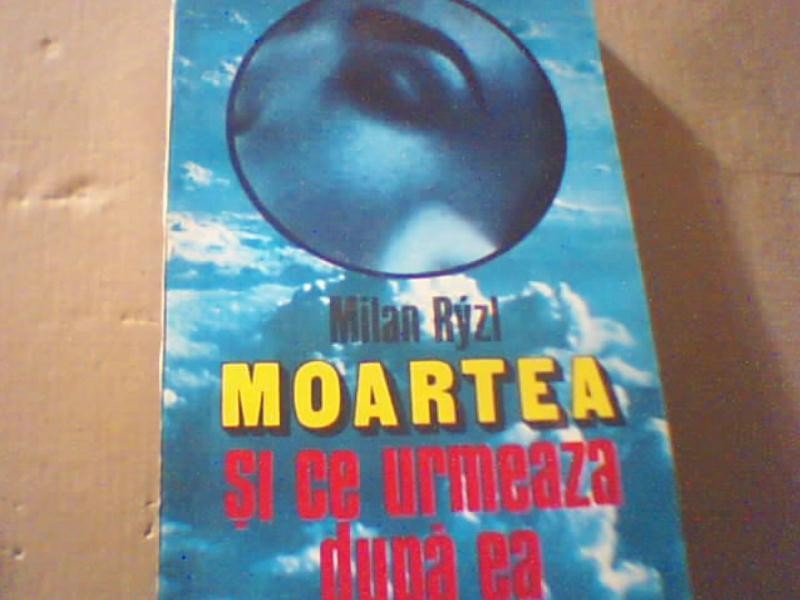 Milan Rýzl
MOARTEA
ȘI ce urmeaza
după ea